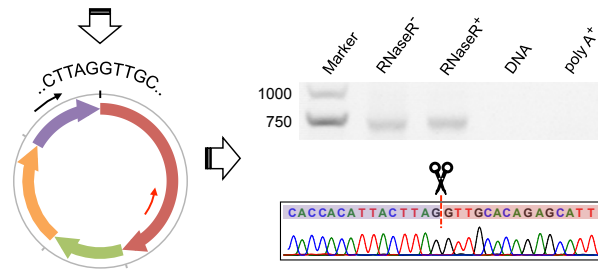 ..CTTAGGTTGC..
Marker
RNaseR⁻
RNaseR⁺
DNA
poly A⁺
1000
750
CACCACATTACTTAGGTTGCACAGAGCATT